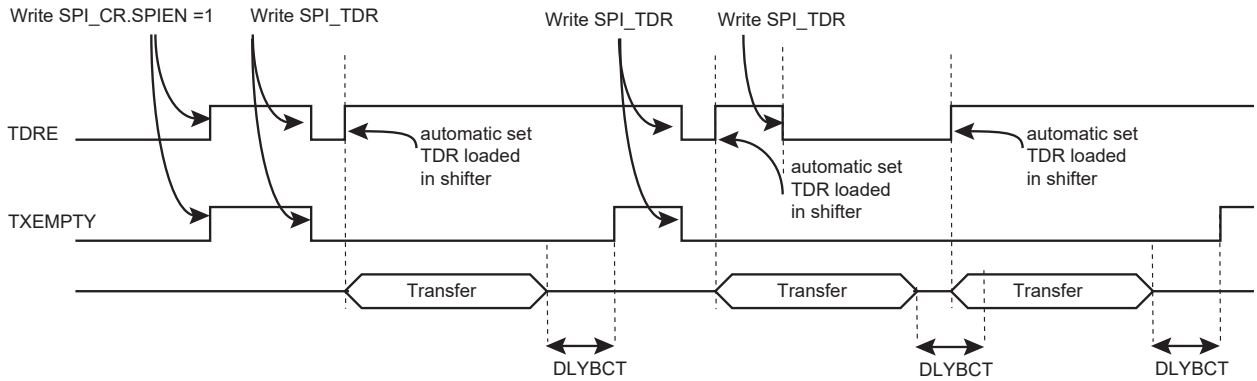 Write SPI_CR.SPIEN =1
Write SPI_TDR
Write SPI_TDR
Write SPI_TDR
TDRE
automatic set
TDR loaded
in shifter
automatic set
TDR loaded
in shifter
automatic set
TDR loaded
in shifter
TXEMPTY
Transfer
Transfer
Transfer
DLYBCT
DLYBCT
DLYBCT